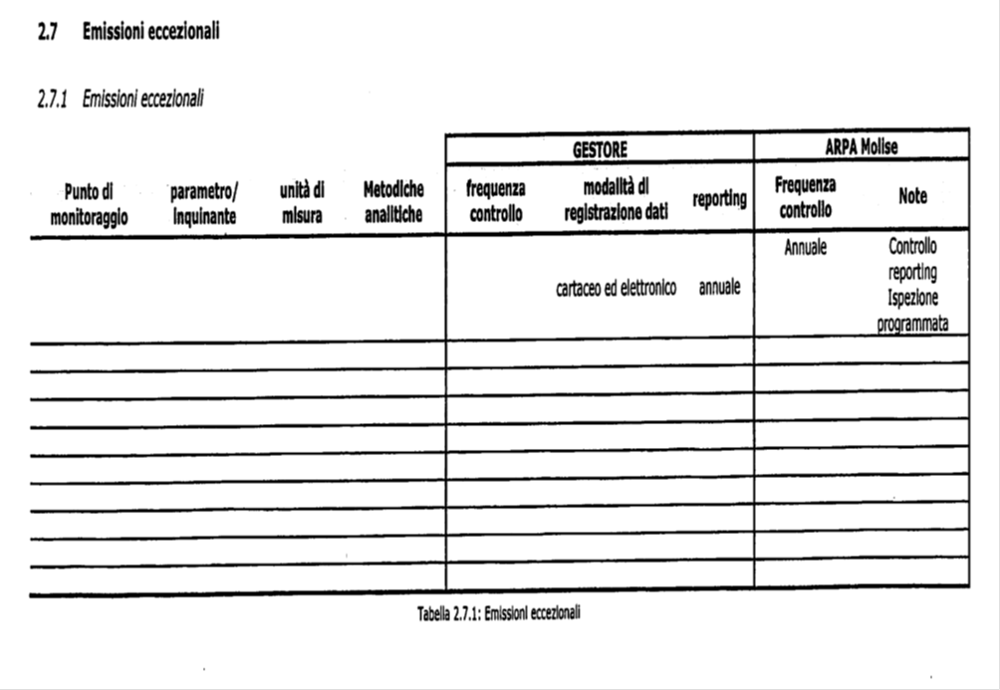 2.7 Emissioni eccezionali
2.7.1 Emissioni eccezionali
GESTORE ARPA Molise
Punto di monitoraggio parametro/ inquinante unità di misura Metodiche analitiche frequenza controllo modalità di registrazione dati reporting Frequenza controllo Note
cartaceo ed elettronico annuale Annuale Controllo reporting Ispezione programmata
Tabella 2.7.1: Emissioni eccezionali